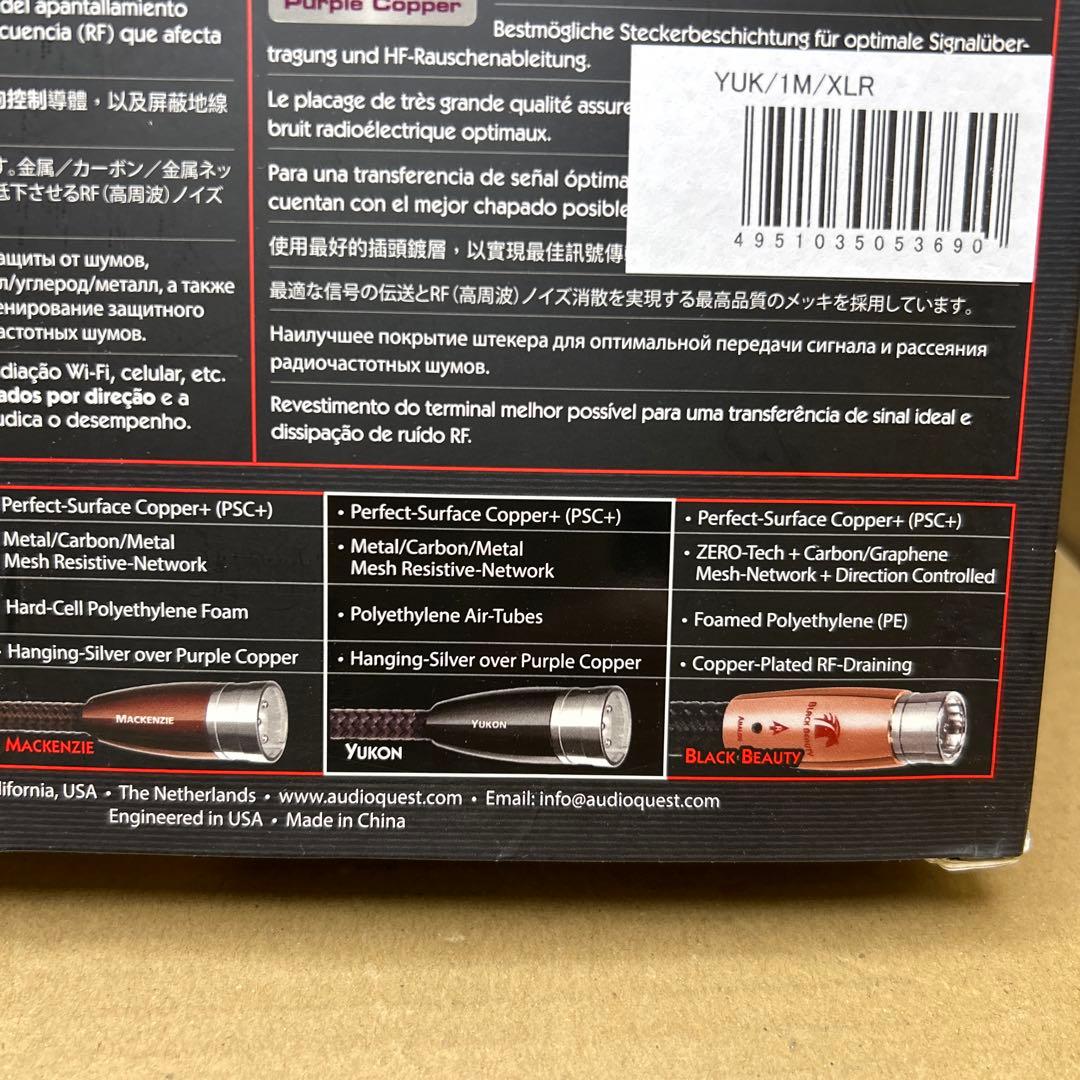 del apantallamiento
cuencia (RF) que afecta
控制導體，以及屏蔽地線
す。金属／カーボン／金属ネッ
低下させるRF（高周波）ノイズ
ащиты от шумов,
л/углерод/металл, а также
енирование защитного
астотных шумов.
diação Wi-Fi, celular, etc.
ados por direção e a
udica o desempenho.
Purple Copper
Bestmögliche Steckerbeschichtung für optimale Signalüber-
tragung und HF-Rauschenableitung.
Le placage de très grande qualité assure
bruit radioélectrique optimaux.
Para una transferencia de señal óptima
cuentan con el mejor chapado posible
使用最好的插頭鍍層，以實現最佳訊號傳
最適な信号の伝送とRF（高周波）ノイズ消散を実現する最高品質のメッキを採用しています。
Наилучшее покрытие штекера для оптимальной передачи сигнала и рассеяния
радиочастотных шумов.
Revestimento do terminal melhor possível para uma transferência de sinal ideal e
dissipação de ruído RF.
YUK/1M/XLR
4951035053690
Perfect-Surface Copper+ (PSC+)
Metal/Carbon/Metal
Mesh Resistive-Network
Hard-Cell Polyethylene Foam
• Hanging-Silver over Purple Copper
MACKENZIE
MACKENZIE
• Perfect-Surface Copper+ (PSC+)
• Metal/Carbon/Metal
Mesh Resistive-Network
• Polyethylene Air-Tubes
• Hanging-Silver over Purple Copper
YUKON
YUKON
• Perfect-Surface Copper+ (PSC+)
• ZERO-Tech + Carbon/Graphene
Mesh-Network + Direction Controlled
• Foamed Polyethylene (PE)
• Copper-Plated RF-Draining
BLACK BEAUTY
ANALOG A
BLACK BEAUTY
lifornia, USA • The Netherlands • www.audioquest.com • Email: info@audioquest.com
Engineered in USA • Made in China